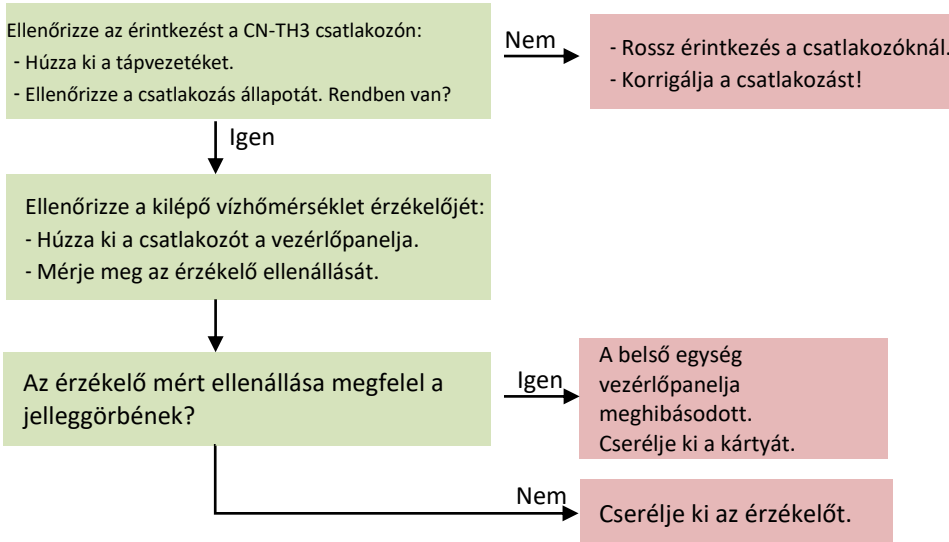 Ellenőrizze az érintkezést a CN-TH3 csatlakozón:
- Húzza ki a tápvezetéket.
- Ellenőrizze a csatlakozás állapotát. Rendben van?
Nem
- Rossz érintkezés a csatlakozóknál.
- Korrigálja a csatlakozást!
Igen
Ellenőrizze a kilépő vízhőmérséklet érzékelőjét:
- Húzza ki a csatlakozót a vezérlőpanelja.
- Mérje meg az érzékelő ellenállását.
Az érzékelő mért ellenállása megfelel a
jelleggörbének?
Igen
A belső egység
vezérlőpanelja
meghibásodott.
Cserélje ki a kártyát.
Nem
Cserélje ki az érzékelőt.